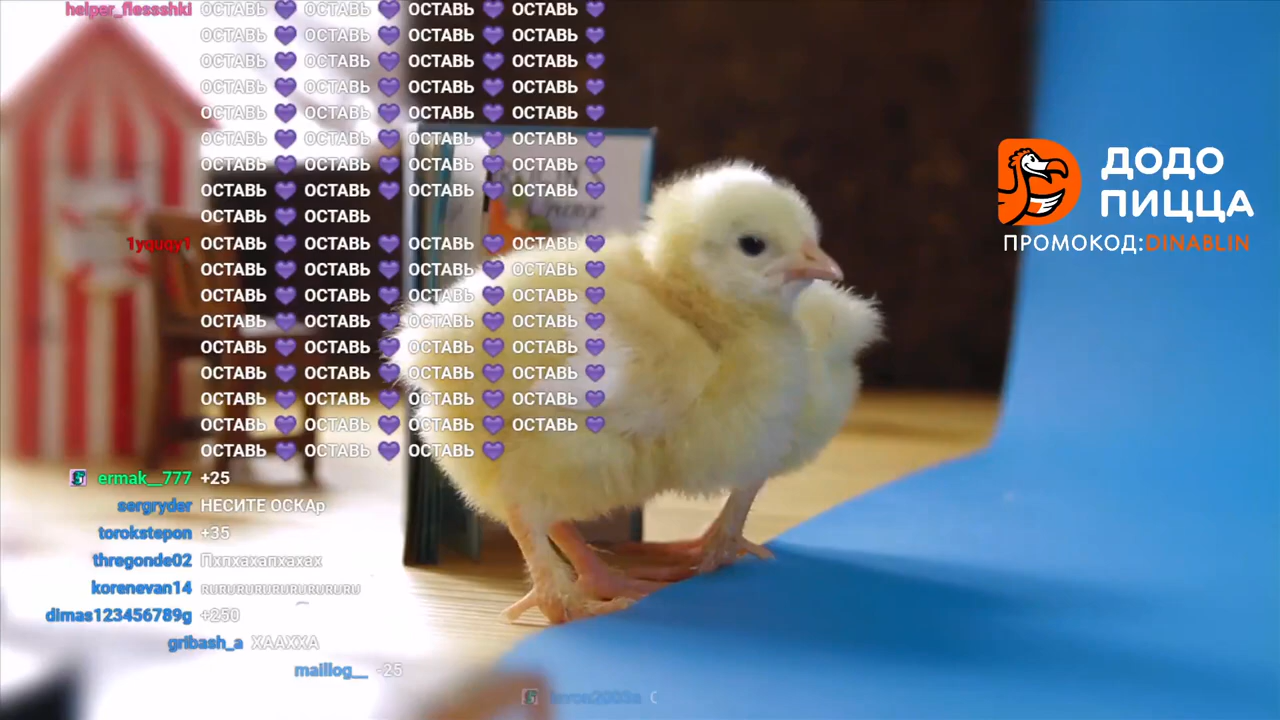 helper_flessshki ОСТАВЬ 💜 ОСТАВЬ 💜 ОСТАВЬ 💜 ОСТАВЬ 💜
ОСТАВЬ 💜 ОСТАВЬ 💜 ОСТАВЬ 💜 ОСТАВЬ 💜
ОСТАВЬ 💜 ОСТАВЬ 💜 ОСТАВЬ 💜 ОСТАВЬ 💜
ОСТАВЬ 💜 ОСТАВЬ 💜 ОСТАВЬ 💜 ОСТАВЬ 💜
ОСТАВЬ 💜 ОСТАВЬ 💜 ОСТАВЬ 💜 ОСТАВЬ 💜
ОСТАВЬ 💜 ОСТАВЬ 💜 ОСТАВЬ 💜 ОСТАВЬ 💜
ОСТАВЬ 💜 ОСТАВЬ 💜 ОСТАВЬ 💜 ОСТАВЬ 💜
ОСТАВЬ 💜 ОСТАВЬ 💜 ОСТАВЬ 💜 ОСТАВЬ 💜
ОСТАВЬ 💜 ОСТАВЬ
1yquqy1 ОСТАВЬ 💜 ОСТАВЬ 💜 ОСТАВЬ 💜 ОСТАВЬ 💜
ОСТАВЬ 💜 ОСТАВЬ 💜 ОСТАВЬ 💜 ОСТАВЬ 💜
ОСТАВЬ 💜 ОСТАВЬ 💜 ОСТАВЬ 💜 ОСТАВЬ 💜
ОСТАВЬ 💜 ОСТАВЬ 💜 ОСТАВЬ 💜 ОСТАВЬ 💜
ОСТАВЬ 💜 ОСТАВЬ 💜 ОСТАВЬ 💜 ОСТАВЬ 💜
ОСТАВЬ 💜 ОСТАВЬ 💜 ОСТАВЬ 💜 ОСТАВЬ 💜
ОСТАВЬ 💜 ОСТАВЬ 💜 ОСТАВЬ 💜 ОСТАВЬ 💜
ОСТАВЬ 💜 ОСТАВЬ 💜 ОСТАВЬ 💜 ОСТАВЬ 💜
ОСТАВЬ 💜 ОСТАВЬ 💜 ОСТАВЬ 💜
ermak__777 +25
sergryder НЕСИТЕ ОСКАр
torokstepon +35
thregonde02 Пхпхахапхахах
korenevan14 RURURURURURURURURU
dimas123456789g +250
gribash_a ХААХХА
maillog__ -25
ДОДО
ПИЦЦА
ПРОМОКОД:DINABLIN